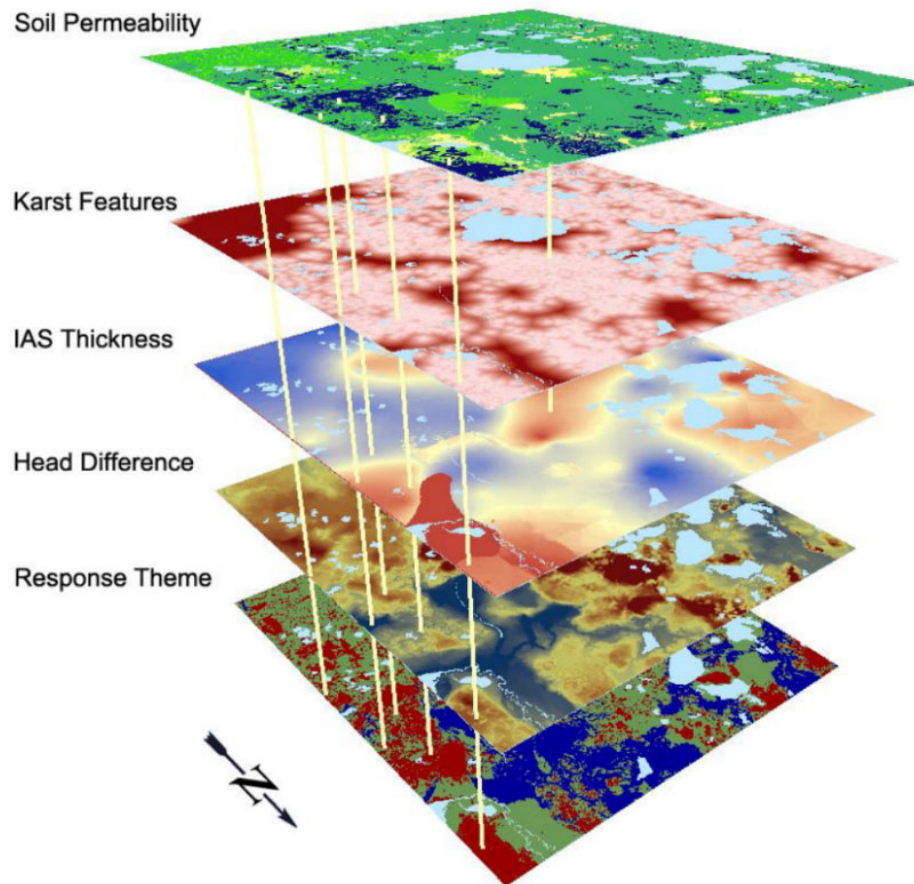 Soil Permeability
Karst Features
IAS Thickness
Head Difference
Response Theme
N